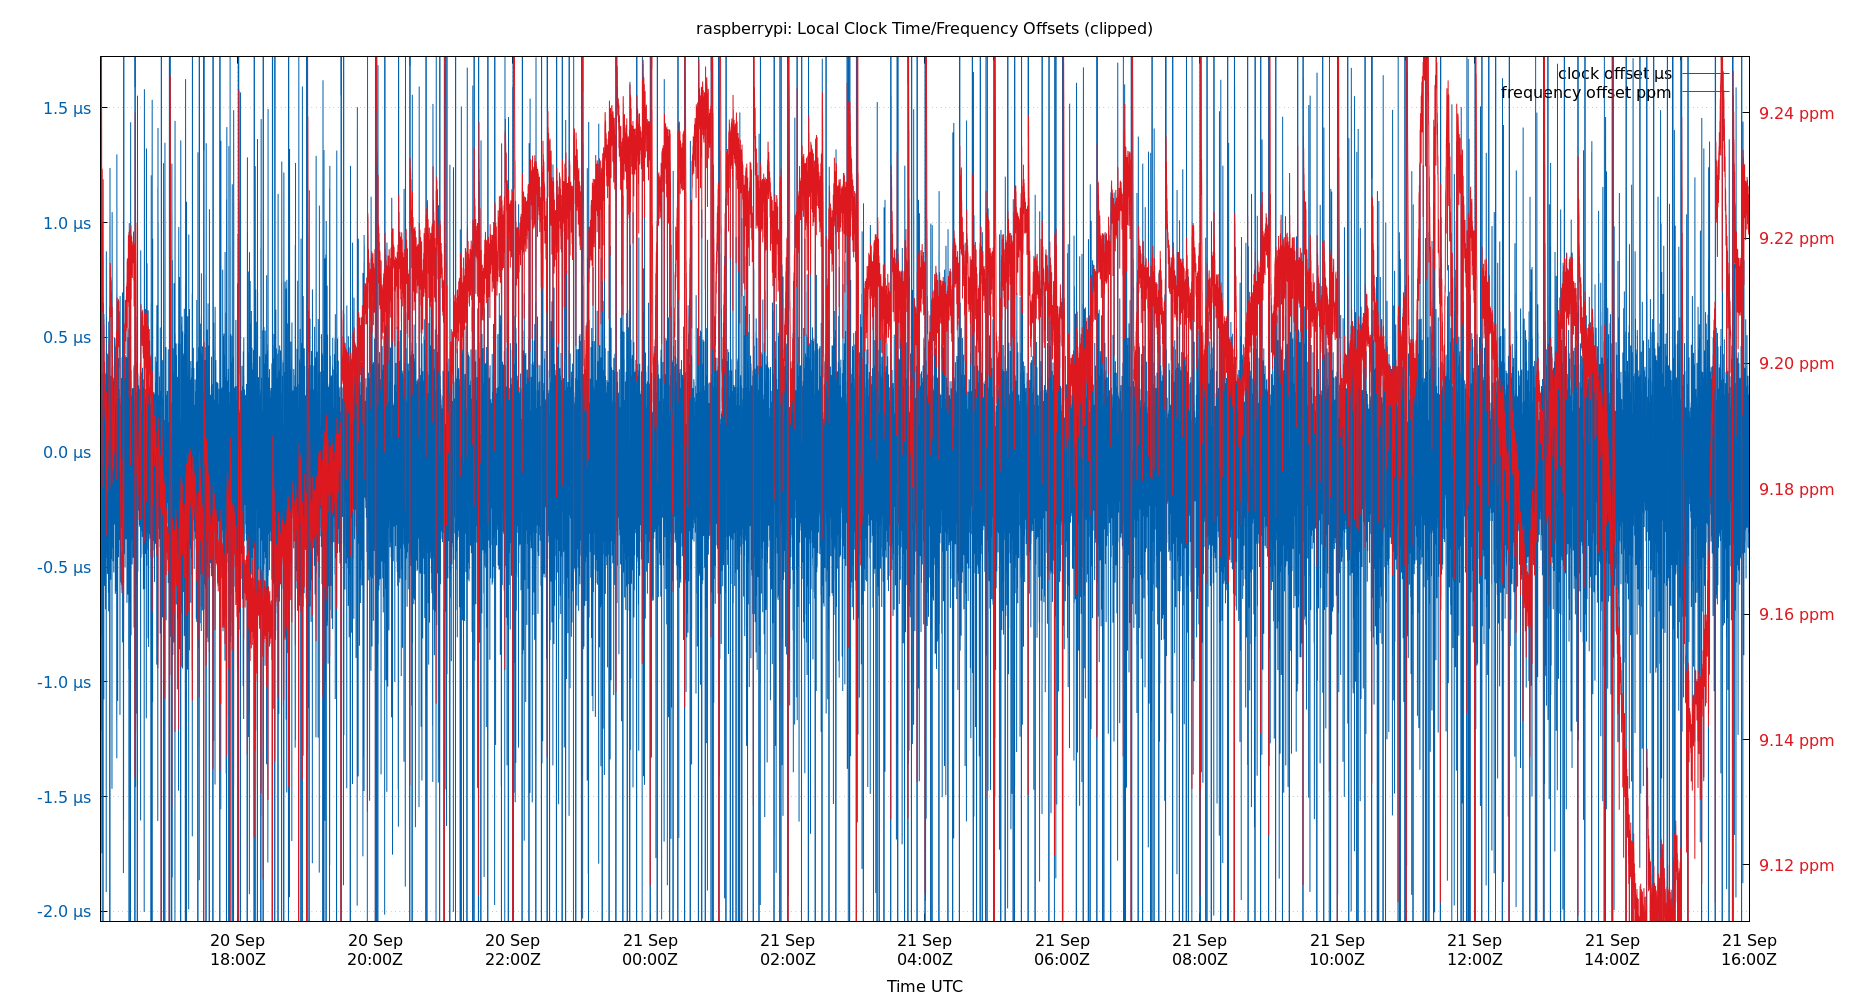 raspberrypi: Local Clock Time/Frequency Offsets (clipped)
clock offset µs
frequency offset ppm
1.5 µs
1.0 µs
0.5 µs
0.0 µs
-0.5 µs
-1.0 µs
-1.5 µs
-2.0 µs
9.24 ppm
9.22 ppm
9.20 ppm
9.18 ppm
9.16 ppm
9.14 ppm
9.12 ppm
20 Sep
18:00Z
20 Sep
20:00Z
20 Sep
22:00Z
21 Sep
00:00Z
21 Sep
02:00Z
21 Sep
04:00Z
21 Sep
06:00Z
21 Sep
08:00Z
21 Sep
10:00Z
21 Sep
12:00Z
21 Sep
14:00Z
21 Sep
16:00Z
Time UTC